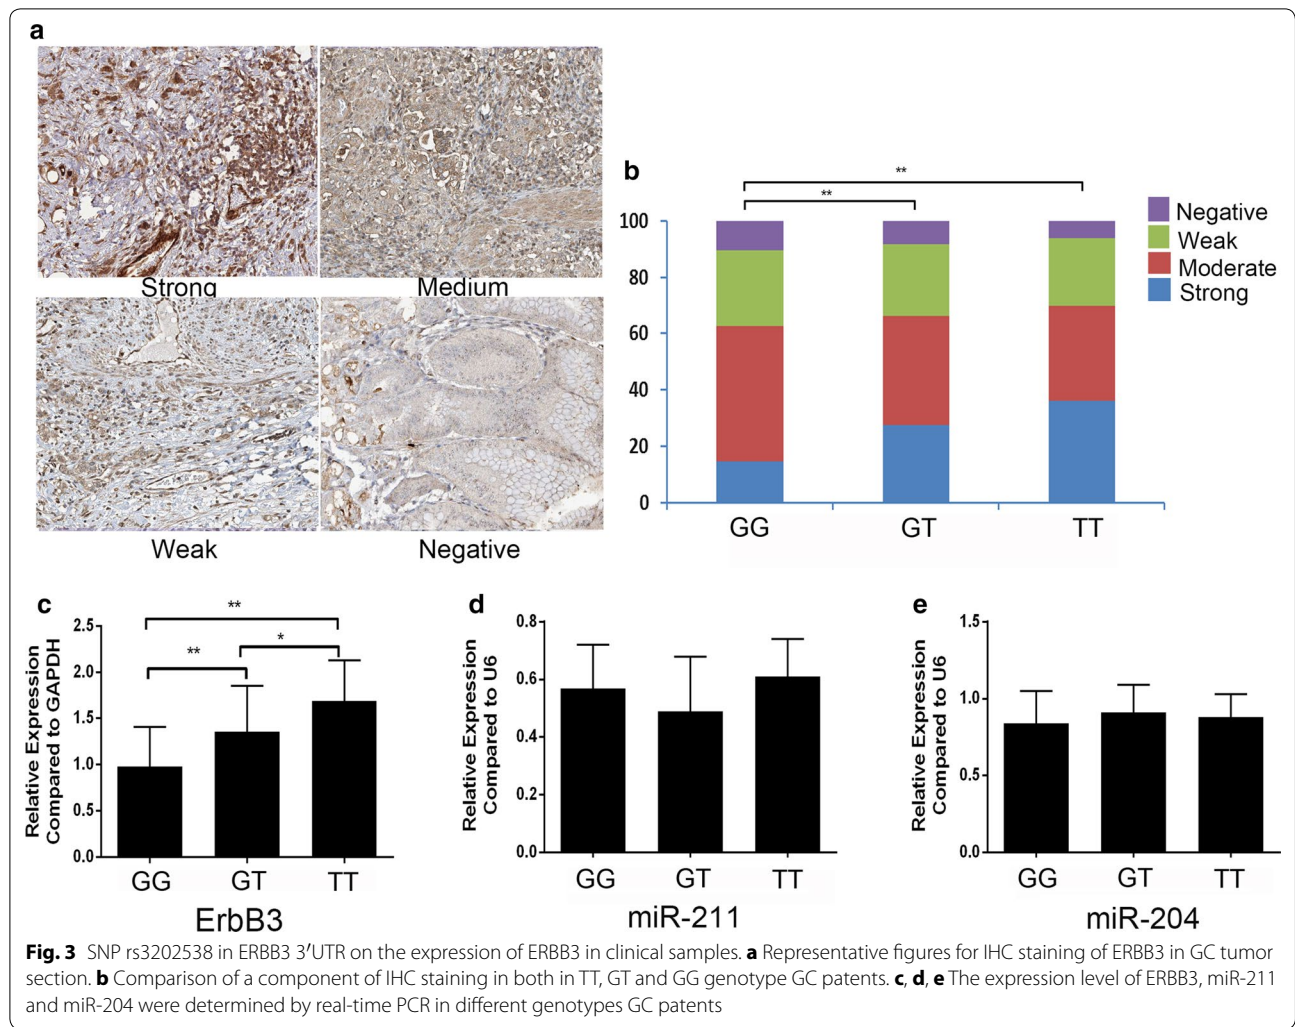 a
Strong
Medium
Weak
Negative
b
**
**
100
80
60
40
20
0
GG
GT
TT
Negative
Weak
Moderate
Strong
c
Relative Expression
Compared to GAPDH
2.5
2.0
1.5
1.0
0.5
0.0
**
**
*
GG
GT
TT
ErbB3
d
Relative Expression
Compared to U6
0.8
0.6
0.4
0.2
0.0
GG
GT
TT
miR-211
e
Relative Expression
Compared to U6
1.5
1.0
0.5
0.0
GG
GT
TT
miR-204
Fig. 3 SNP rs3202538 in ERBB3 3′UTR on the expression of ERBB3 in clinical samples. a Representative figures for IHC staining of ERBB3 in GC tumor
section. b Comparison of a component of IHC staining in both in TT, GT and GG genotype GC patents. c, d, e The expression level of ERBB3, miR-211
and miR-204 were determined by real-time PCR in different genotypes GC patents